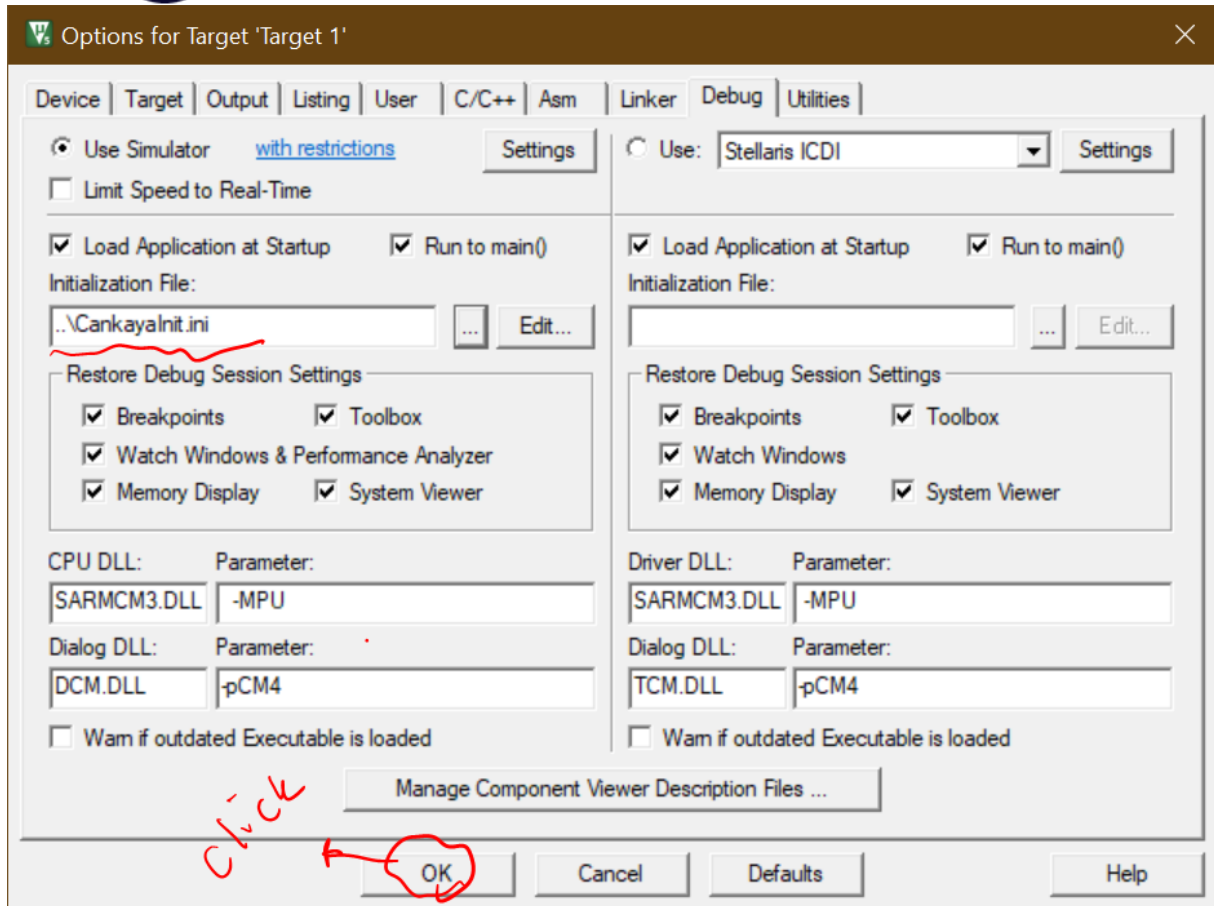 Options for Target 'Target 1'
Device Target Output Listing User C/C++ Asm Linker Debug Utilities
Use Simulator with restrictions Settings
Limit Speed to Real-Time
Load Application at Startup Run to main()
Initialization File:
..\CankayaInit.ini ... Edit...
Restore Debug Session Settings
Breakpoints Toolbox
Watch Windows & Performance Analyzer
Memory Display System Viewer
CPU DLL: Parameter:
SARMCM3.DLL -MPU
Dialog DLL: Parameter:
DCM.DLL -pCM4
Warn if outdated Executable is loaded
Use: Stellaris ICDI Settings
Load Application at Startup Run to main()
Initialization File:
... Edit...
Restore Debug Session Settings
Breakpoints Toolbox
Watch Windows
Memory Display System Viewer
Driver DLL: Parameter:
SARMCM3.DLL -MPU
Dialog DLL: Parameter:
TCM.DLL -pCM4
Warn if outdated Executable is loaded
Manage Component Viewer Description Files ...
Click
OK Cancel Defaults Help